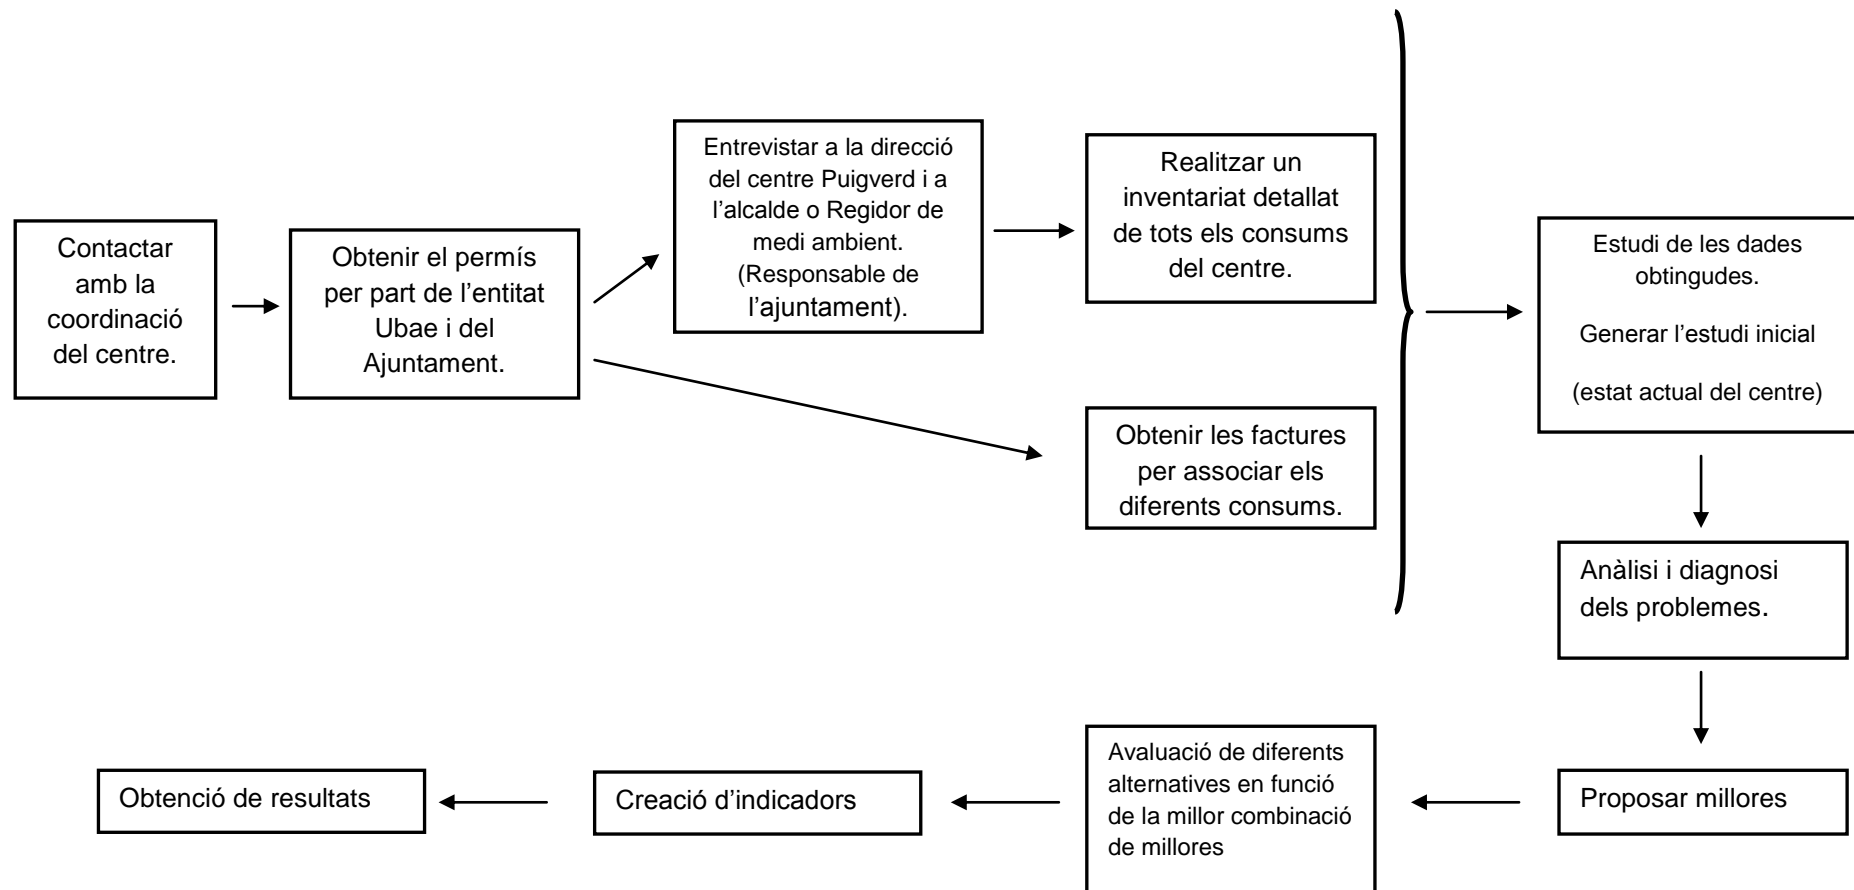 Contactar
amb la
coordinació
del centre.
Obtenir el permís
per part de l’entitat
Ubae i del
Ajuntament.
Entrevistar a la direcció
del centre Puigverd i a
l’alcalde o Regidor de
medi ambient.
(Responsable de
l’ajuntament).
Realitzar un
inventariat detallat
de tots els consums
del centre.
Obtenir les factures
per associar els
diferents consums.
Estudi de les dades
obtingudes.
Generar l’estudi inicial
(estat actual del centre)
Anàlisi i diagnosi
dels problemes.
Proposar millores
Avaluació de diferents
alternatives en funció
de la millor combinació
de millores
Creació d’indicadors
Obtenció de resultats